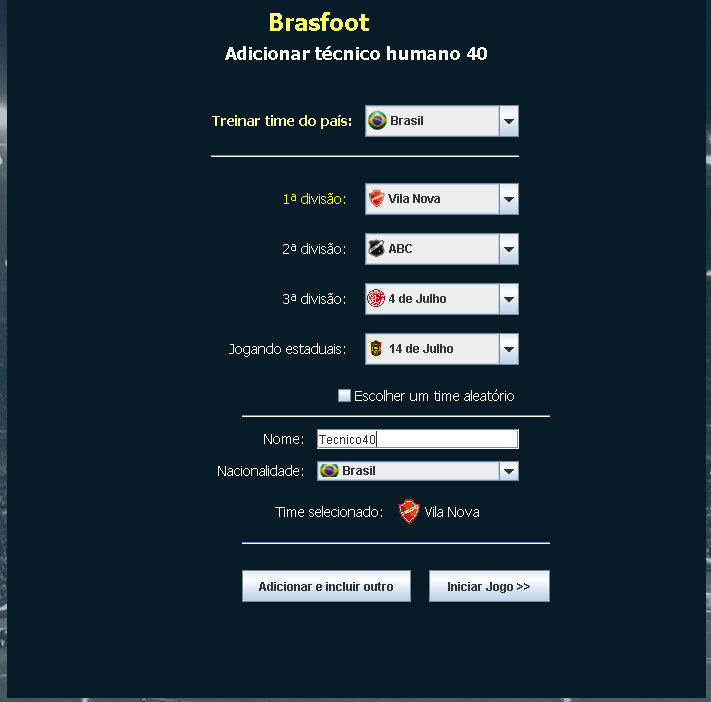 Brasfoot
Adicionar técnico humano 40
Treinar time do país: Brasil
1ª divisão: Vila Nova
2ª divisão: ABC
3ª divisão: 4 de Julho
Jogando estaduais: 14 de Julho
Escolher um time aleatório
Nome: Tecnico40
Nacionalidade: Brasil
Time selecionado: Vila Nova
Adicionar e incluir outro Iniciar Jogo >>